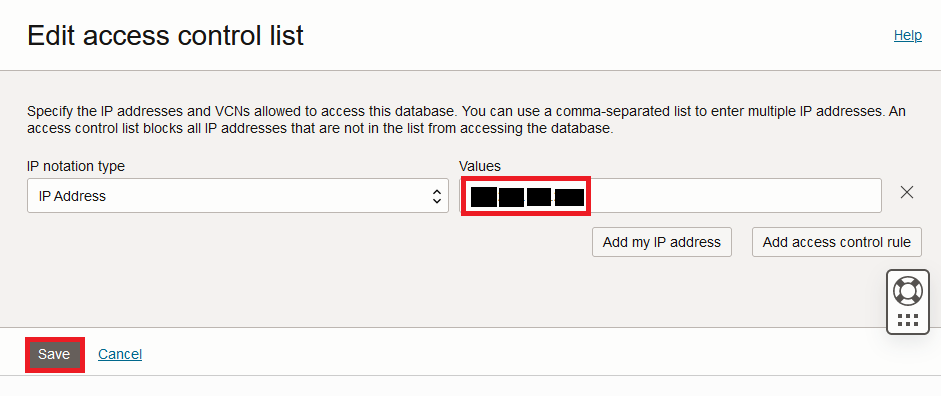 Edit access control list
Help
Specify the IP addresses and VCNs allowed to access this database. You can use a comma-separated list to enter multiple IP addresses. An
access control list blocks all IP addresses that are not in the list from accessing the database.
IP notation type
Values
IP Address
Add my IP address
Add access control rule
Save
Cancel